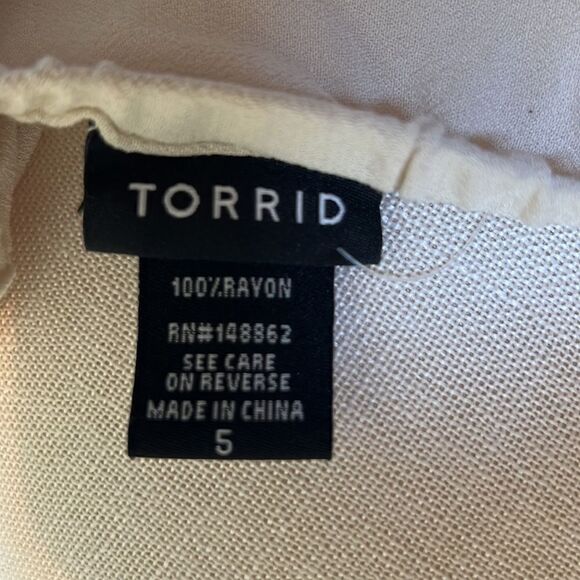 TORRID
100%RAYON
RN#148862
SEE CARE
ON REVERSE
MADE IN CHINA
5